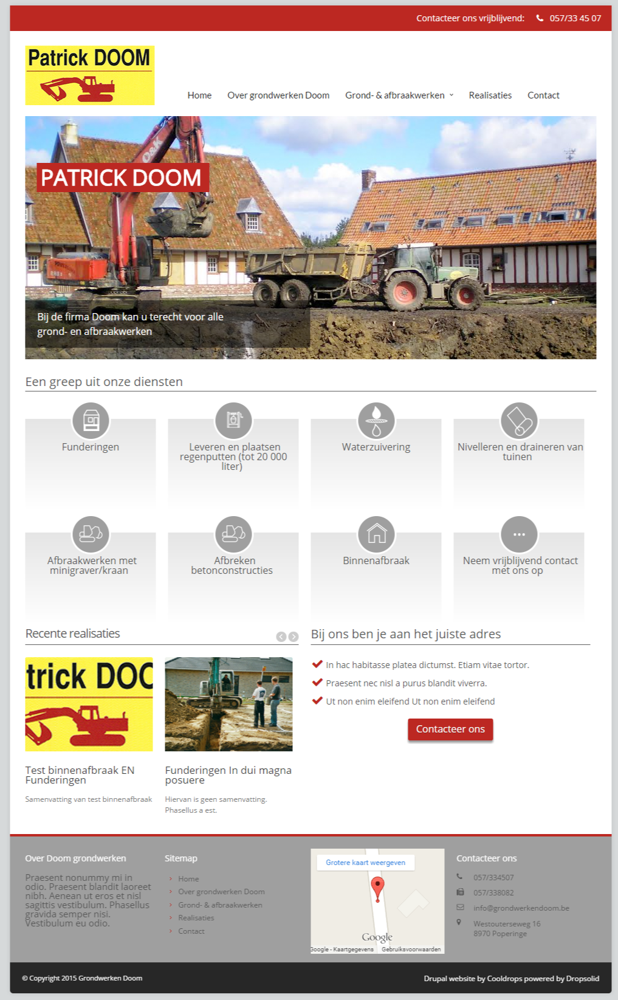 Contacteer ons vrijblijvend: 057/33 45 07
Patrick DOOM
Home Over grondwerken Doom Grond- & afbraakwerken Realisaties Contact
C&K
PATRICK DOOM
Bij de firma Doom kan u terecht voor alle
grond- en afbraakwerken
Een greep uit onze diensten
Funderingen
Leveren en plaatsen
regenputten (tot 20 000
liter)
Waterzuivering
Nivelleren en draineren van
tuinen
Afbraakwerken met
minigraver/kraan
Afbreken
betonconstructies
Binnenafbraak
Neem vrijblijvend contact
met ons op
Recente realisaties
trick DOO
Test binnenafbraak EN
Funderingen
Samenvatting van test binnenafbraak
Funderingen In dui magna
posuere
Hiervan is geen samenvatting.
Phasellus a est.
Bij ons ben je aan het juiste adres
In hac habitasse platea dictumst. Etiam vitae tortor.
Praesent nec nisl a purus blandit viverra.
Ut non enim eleifend Ut non enim eleifend
Contacteer ons
Over Doom grondwerken
Praesent nonummy mi in
odio. Praesent blandit laoreet
nibh. Aenean ut eros et nisl
sagittis vestibulum. Phasellus
gravida semper nisi.
Vestibulum eu odio.
Sitemap
Home
Over grondwerken Doom
Grond- & afbraakwerken
Realisaties
Contact
Grotere kaart weergeven
Google
Google - Kaartgegevens Gebruiksvoorwaarden
Contacteer ons
057/334507
057/338082
info@grondwerkendoom.be
Westouterseweg 16
8970 Poperinge
© Copyright 2015 Grondwerken Doom
Drupal website by Cooldrops powered by Dropsolid